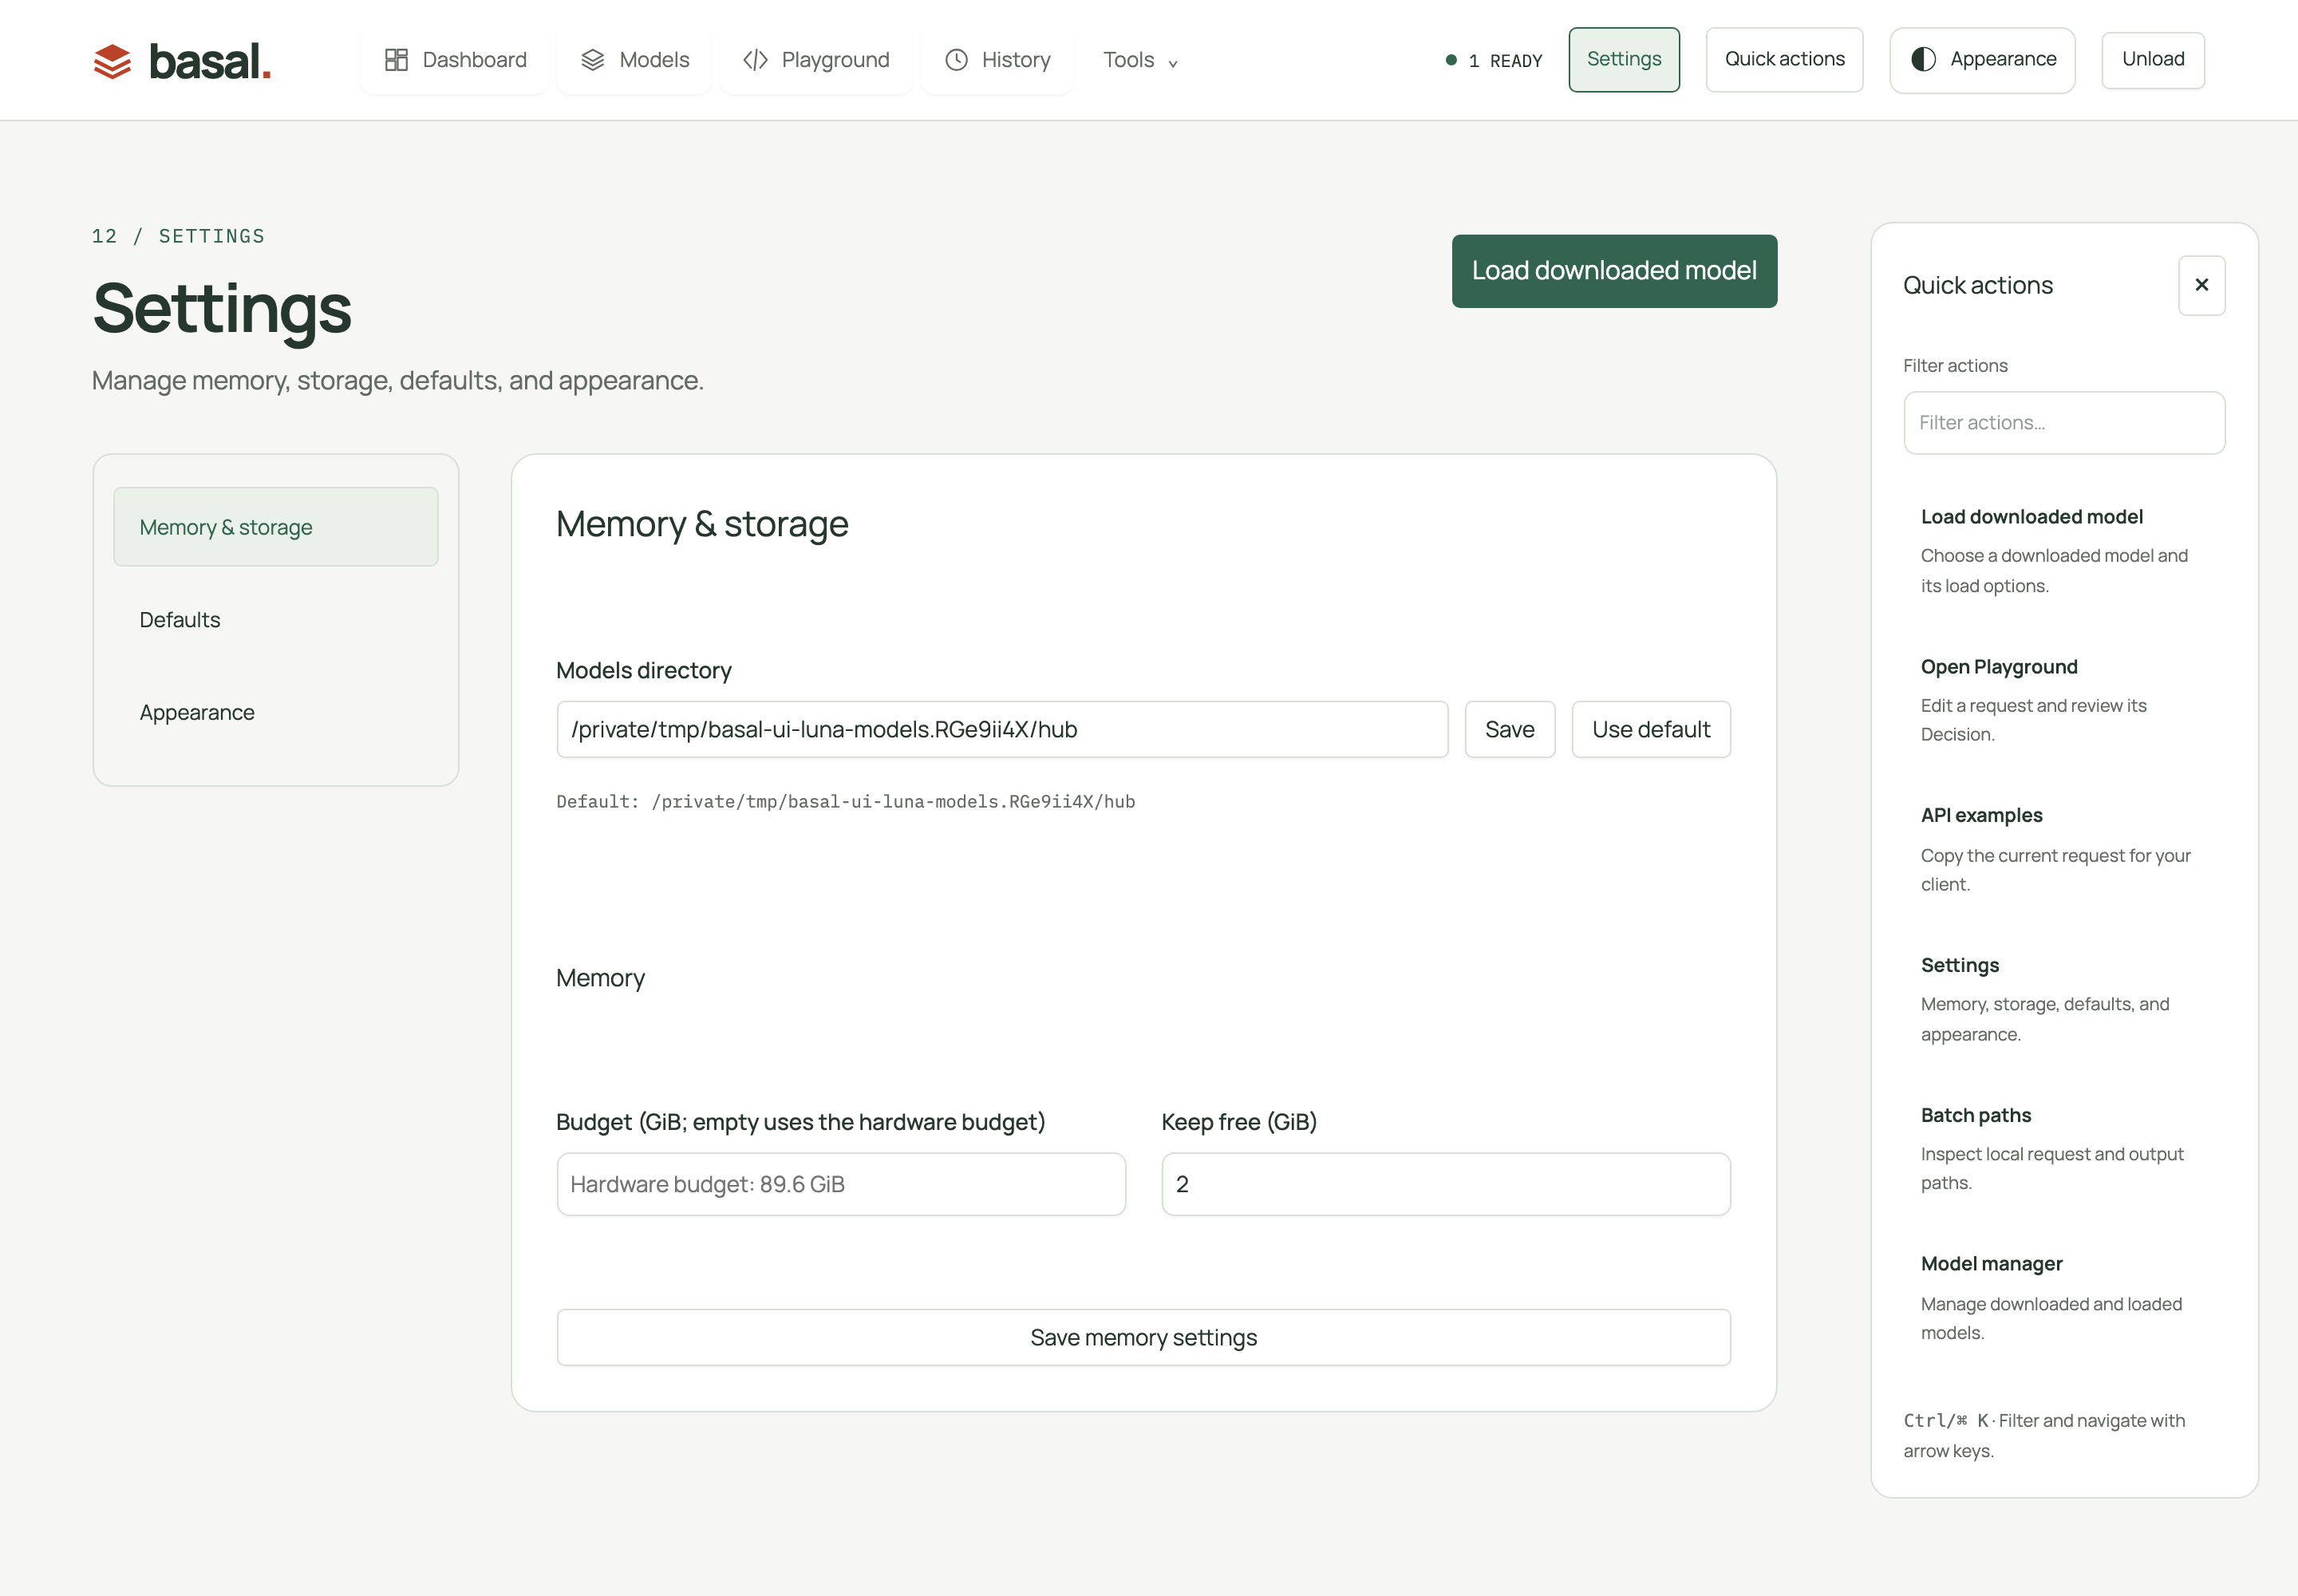 basal.
Dashboard
Models
Playground
History
Tools
1 READY
Settings
Quick actions
Appearance
Unload
12 / SETTINGS
Settings
Manage memory, storage, defaults, and appearance.
Load downloaded model
Memory & storage
Defaults
Appearance
Memory & storage
Models directory
/private/tmp/basal-ui-luna-models.RGe9ii4X/hub
Save
Use default
Default: /private/tmp/basal-ui-luna-models.RGe9ii4X/hub
Memory
Budget (GiB; empty uses the hardware budget)
Hardware budget: 89.6 GiB
Keep free (GiB)
2
Save memory settings
Quick actions
Filter actions
Filter actions…
Load downloaded model
Choose a downloaded model and
its load options.
Open Playground
Edit a request and review its
Decision.
API examples
Copy the current request for your
client.
Settings
Memory, storage, defaults, and
appearance.
Batch paths
Inspect local request and output
paths.
Model manager
Manage downloaded and loaded
models.
Ctrl/⌘ K · Filter and navigate with
arrow keys.